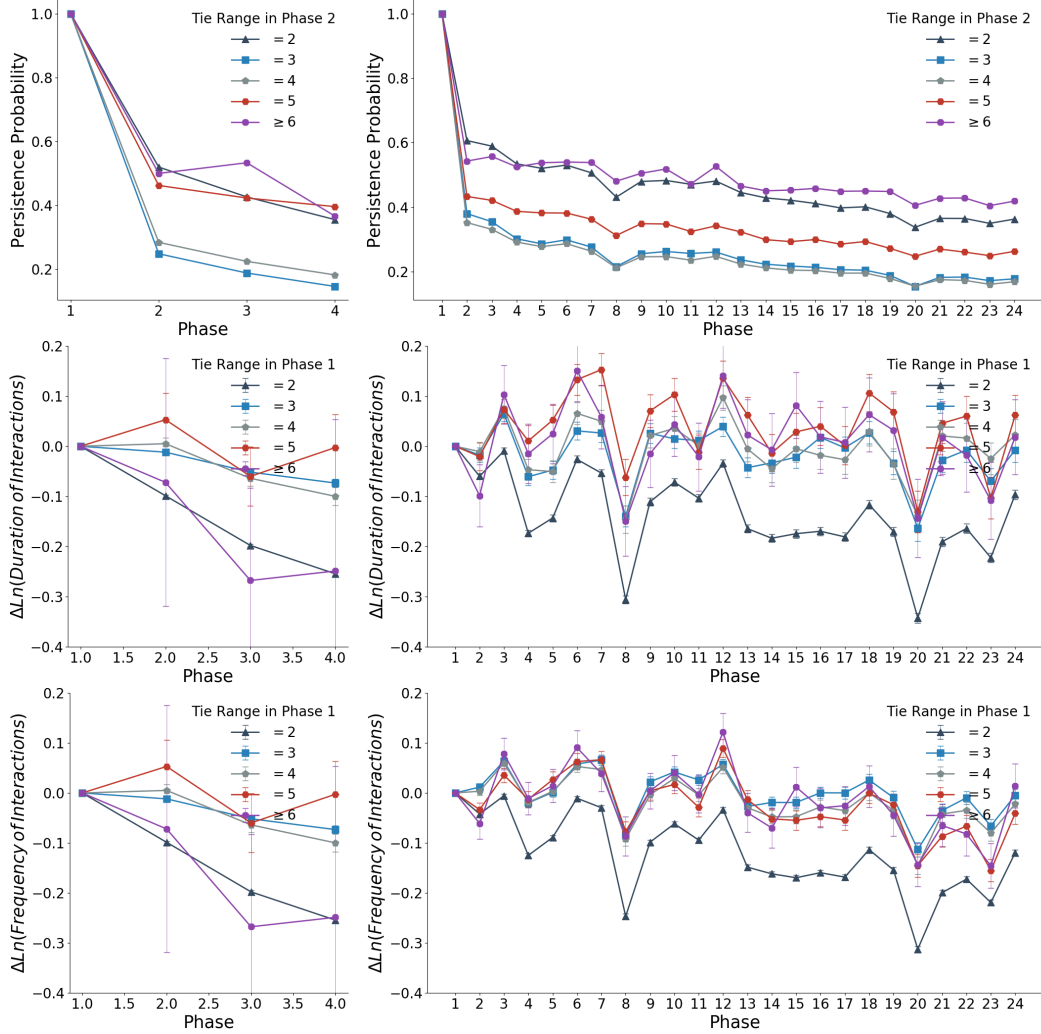 Persistence Probability
1.0
0.8
0.6
0.4
0.2
Tie Range in Phase 2
= 2
= 3
= 4
= 5
≥ 6
1 2 3 4
Phase
Persistence Probability
1.0
0.8
0.6
0.4
0.2
Tie Range in Phase 2
= 2
= 3
= 4
= 5
≥ 6
1 2 3 4 5 6 7 8 9 10 11 12 13 14 15 16 17 18 19 20 21 22 23 24
Phase
ΔLn(Duration of Interactions)
0.2
0.1
0.0
−0.1
−0.2
−0.3
−0.4
Tie Range in Phase 1
= 2
= 3
= 4
= 5
≥ 6
1.0 1.5 2.0 2.5 3.0 3.5 4.0
Phase
ΔLn(Duration of Interactions)
0.2
0.1
0.0
−0.1
−0.2
−0.3
−0.4
Tie Range in Phase 1
= 2
= 3
= 4
= 5
≥ 6
1 2 3 4 5 6 7 8 9 10 11 12 13 14 15 16 17 18 19 20 21 22 23 24
Phase
ΔLn(Frequency of Interactions)
0.2
0.1
0.0
−0.1
−0.2
−0.3
−0.4
Tie Range in Phase 1
= 2
= 3
= 4
= 5
≥ 6
1.0 1.5 2.0 2.5 3.0 3.5 4.0
Phase
ΔLn(Frequency of Interactions)
0.2
0.1
0.0
−0.1
−0.2
−0.3
−0.4
Tie Range in Phase 1
= 2
= 3
= 4
= 5
≥ 6
1 2 3 4 5 6 7 8 9 10 11 12 13 14 15 16 17 18 19 20 21 22 23 24
Phase